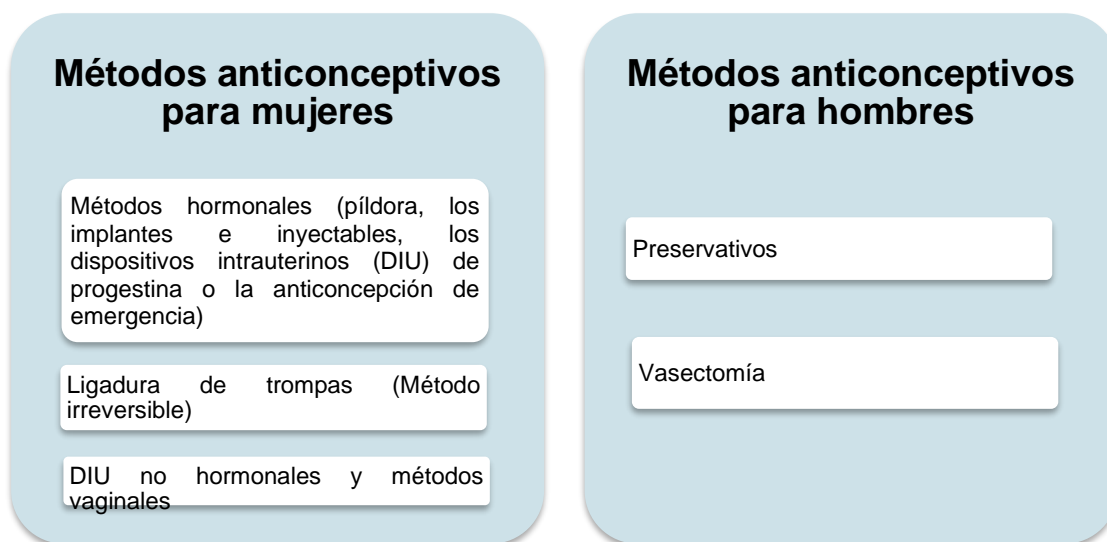 Métodos anticonceptivos
para mujeres
Métodos hormonales (píldora, los
implantes e inyectables, los
dispositivos intrauterinos (DIU) de
progestina o la anticoncepción de
emergencia)
Ligadura de trompas (Método
irreversible)
DIU no hormonales y métodos
vaginales
Métodos anticonceptivos
para hombres
Preservativos
Vasectomía